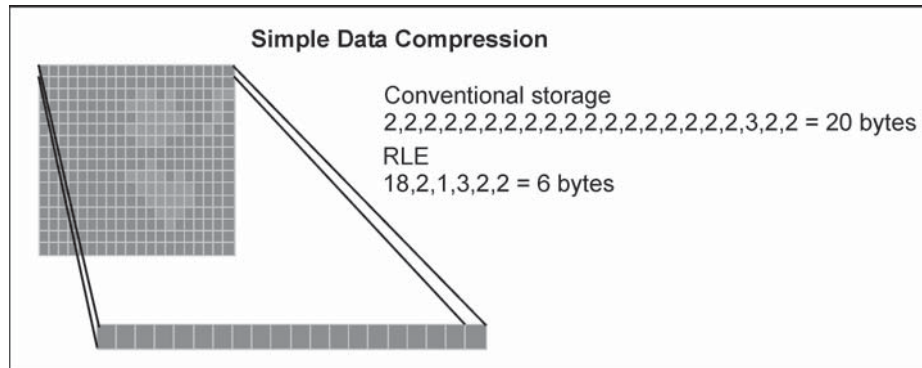 Simple Data Compression
Conventional storage
2,2,2,2,2,2,2,2,2,2,2,2,2,2,2,2,2,2,3,2,2 = 20 bytes
RLE
18,2,1,3,2,2 = 6 bytes